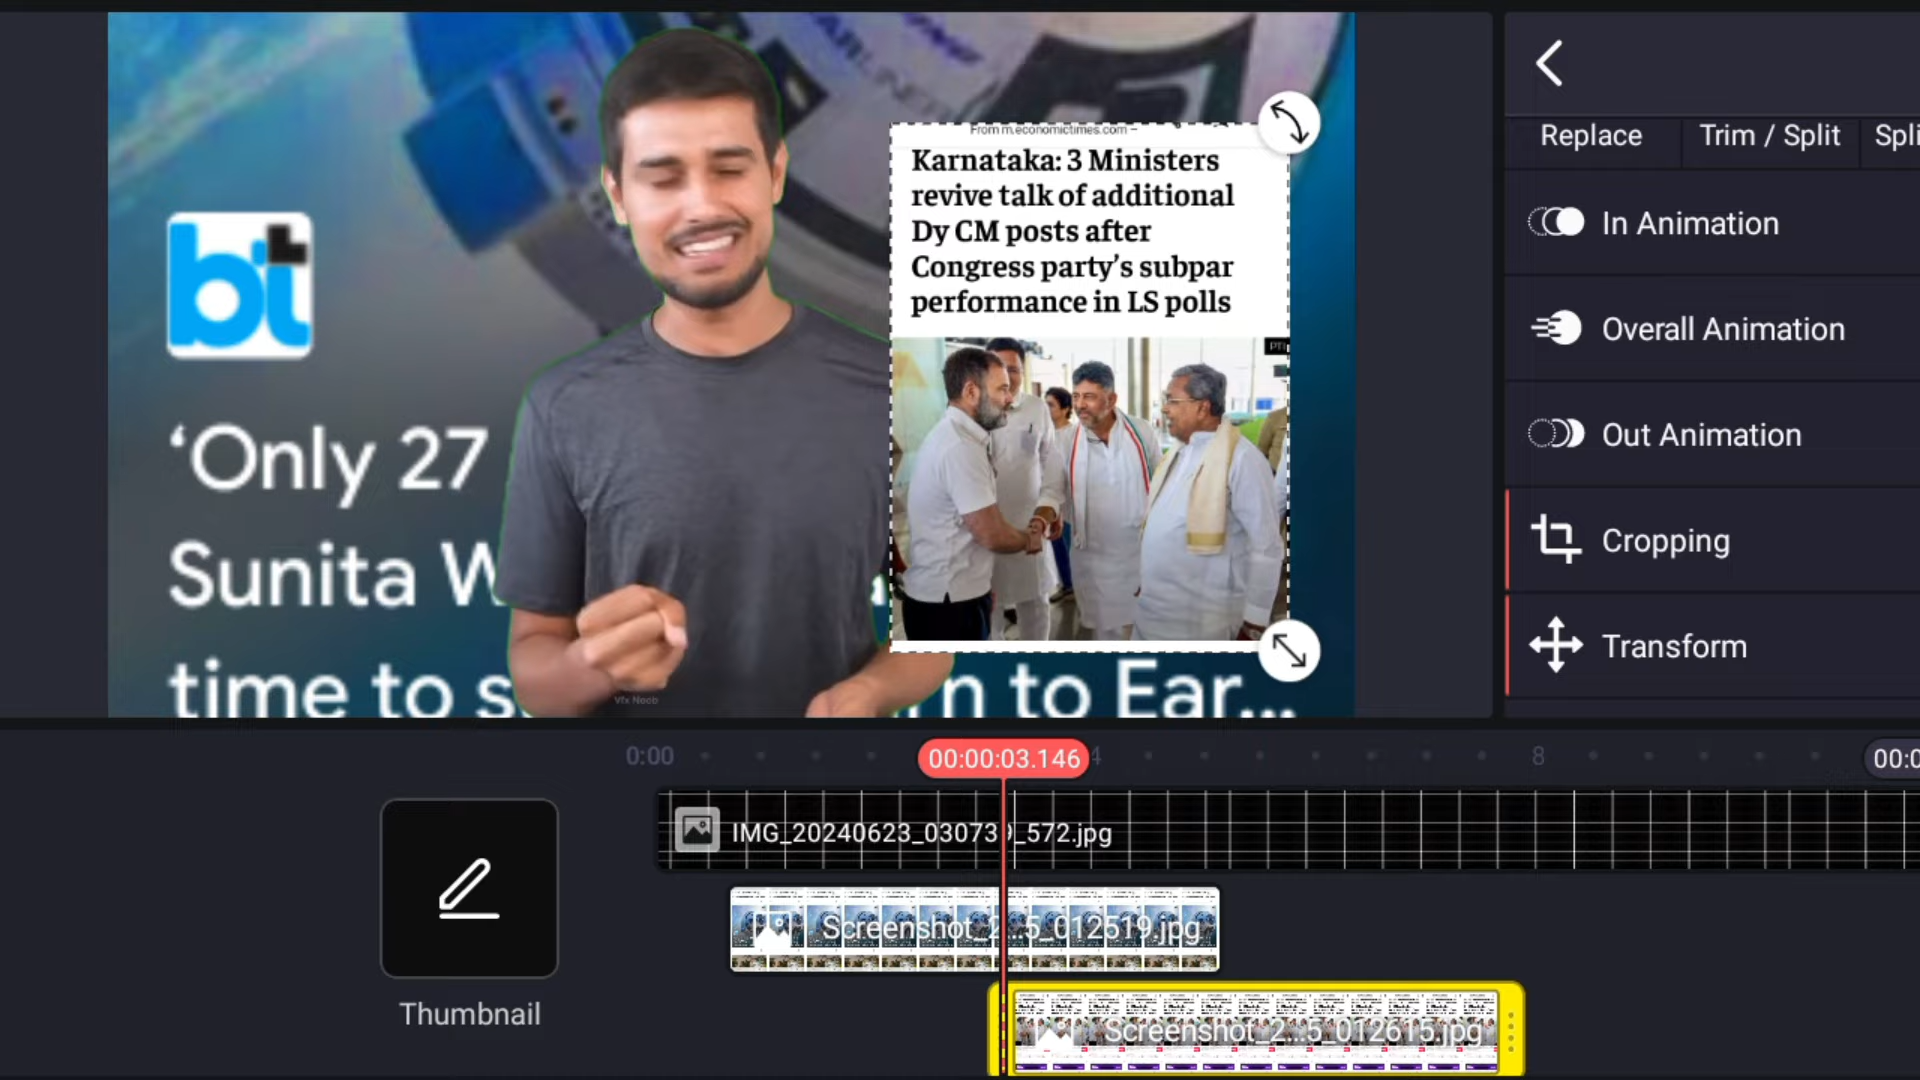 From m.economictimes.com –
Karnataka: 3 Ministers
revive talk of additional
Dy CM posts after
Congress party's subpar
performance in LS polls
PTI
bt
'Only 27
Sunita W
time to s
n to Ear...
Vfx Noob
Replace
Trim / Split
Spli
In Animation
Overall Animation
Out Animation
Cropping
Transform
0:00
00:00:03.146
4
8
00:0
IMG_20240623_030739_572.jpg
Screenshot_2...5_012519.jpg
Screenshot_2...5_012615.jpg
Thumbnail